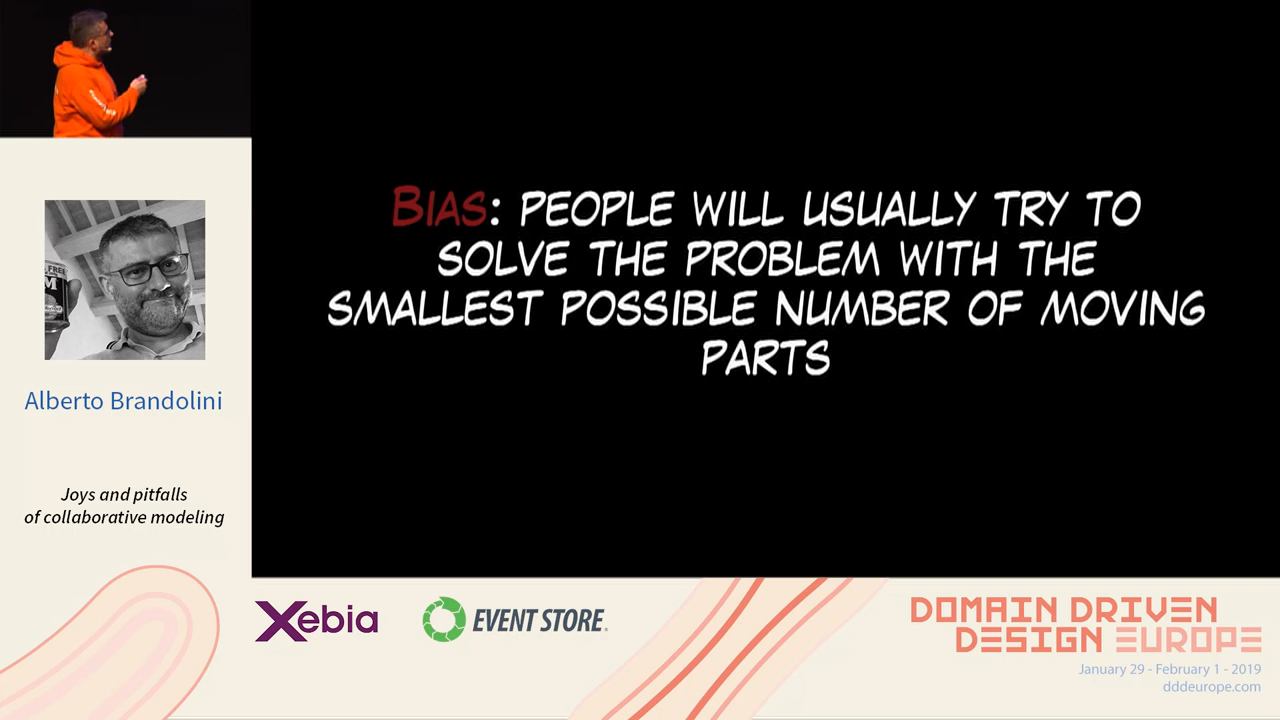 BIAS: PEOPLE WILL USUALLY TRY TO
SOLVE THE PROBLEM WITH THE
SMALLEST POSSIBLE NUMBER OF MOVING
PARTS
FREE
M
Alberto Brandolini
Joys and pitfalls
of collaborative modeling
Xebia
EVENT STORE
DOMAIN DRIVEN
DESIGN EUROPE
January 29 - February 1 - 2019
dddeurope.com